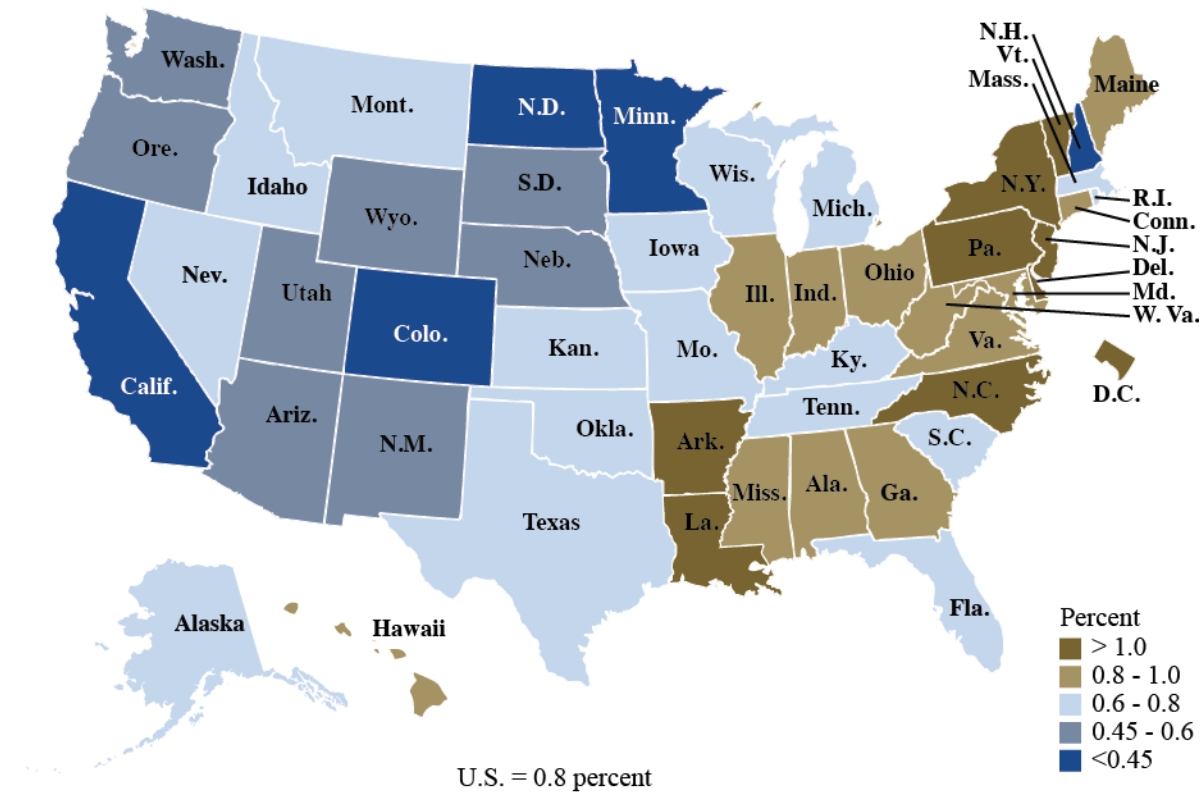 N.H.
Vt.
Mass.
Wash.
Maine
Mont.
N.D.
Minn.
Ore.
Idaho
S.D.
Wis.
N.Y.
Mich.
R.I.
Conn.
N.J.
Del.
Md.
W. Va.
Wyo.
Iowa
Pa.
Neb.
Nev.
Ohio
Utah
Ill.
Ind.
Colo.
Kan.
Mo.
Ky.
Va.
D.C.
Calif.
N.C.
Tenn.
Ariz.
N.M.
Okla.
Ark.
S.C.
Miss.
Ala.
Ga.
Texas
La.
Fla.
Alaska
Hawaii
Percent
> 1.0
0.8 - 1.0
0.6 - 0.8
0.45 - 0.6
<0.45
U.S. = 0.8 percent